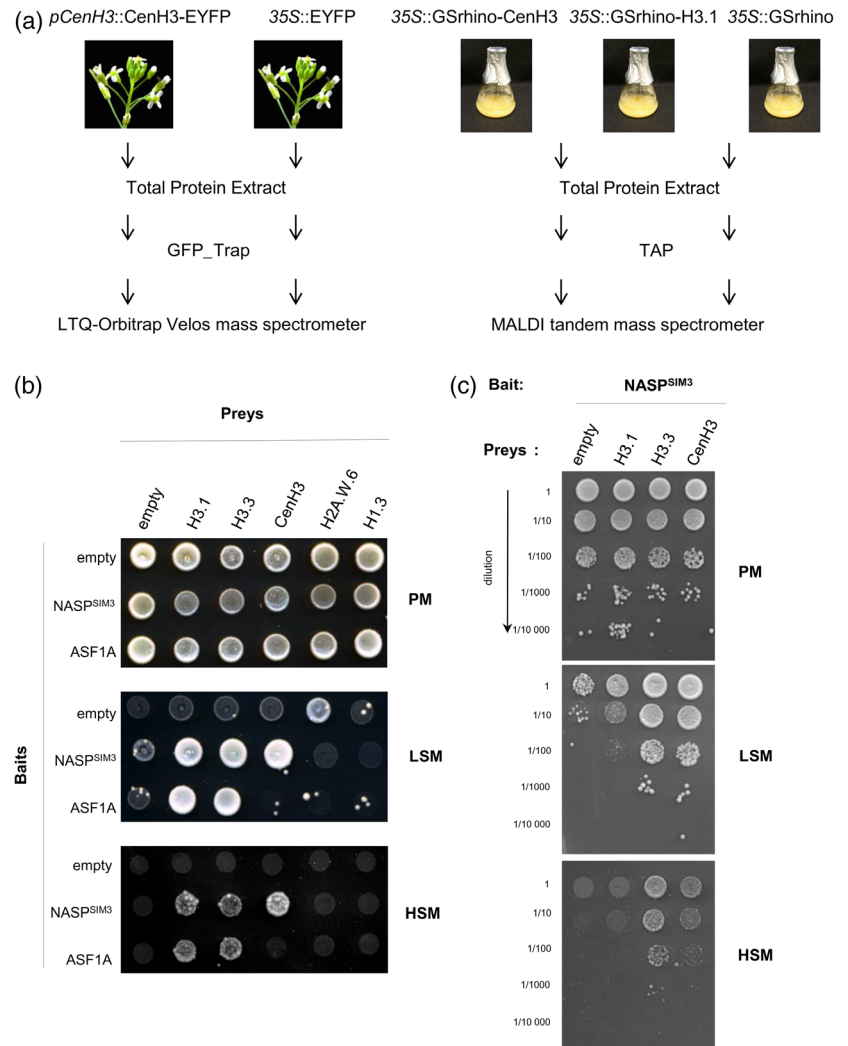 (a) pCenH3::CenH3-EYFP 35S::EYFP 35S::GSrhino-CenH3 35S::GSrhino-H3.1 35S::GSrhino
Total Protein Extract Total Protein Extract
GFP_Trap TAP
LTQ-Orbitrap Velos mass spectrometer MALDI tandem mass spectrometer
(b)
Preys
empty H3.1 H3.3 CenH3 H2A.W.6 H1.3
Baits
empty
NASPSIM3 PM
ASF1A
empty
NASPSIM3 LSM
ASF1A
empty
NASPSIM3 HSM
ASF1A
(c) Bait: NASPSIM3
Preys : empty H3.1 H3.3 CenH3
dilution
1
1/10
1/100 PM
1/1000
1/10 000
1
1/10
1/100 LSM
1/1000
1/10 000
1
1/10
1/100 HSM
1/1000
1/10 000